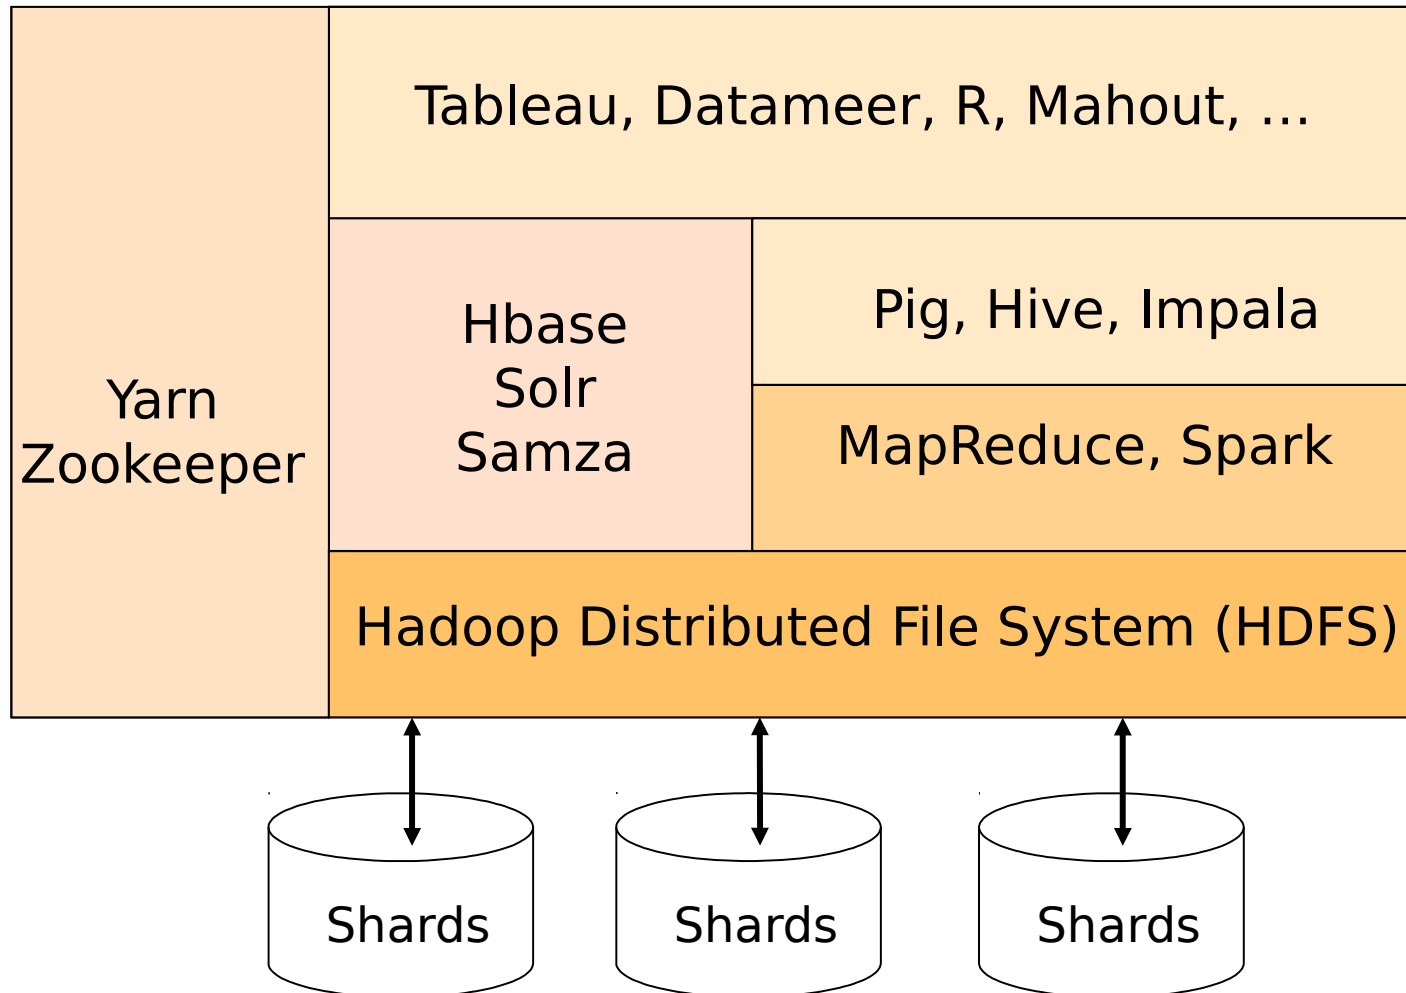 Tableau, Datameer, R, Mahout, ...
Hbase
Solr
Samza
Pig, Hive, Impala
MapReduce, Spark
Yarn
Zookeeper
Hadoop Distributed File System (HDFS)
Shards
Shards
Shards